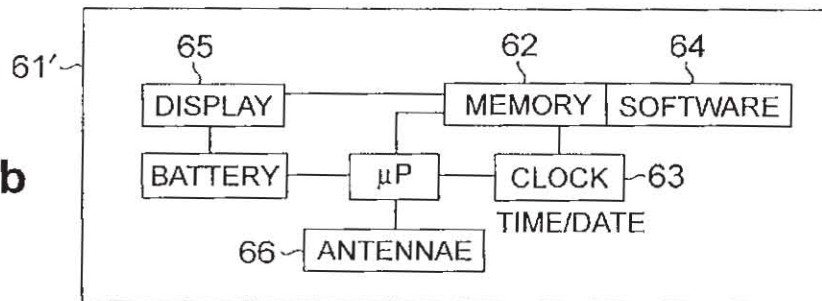 65 62 64
61′
DISPLAY MEMORY SOFTWARE
b BATTERY μP CLOCK 63
TIME/DATE
66 ANTENNAE